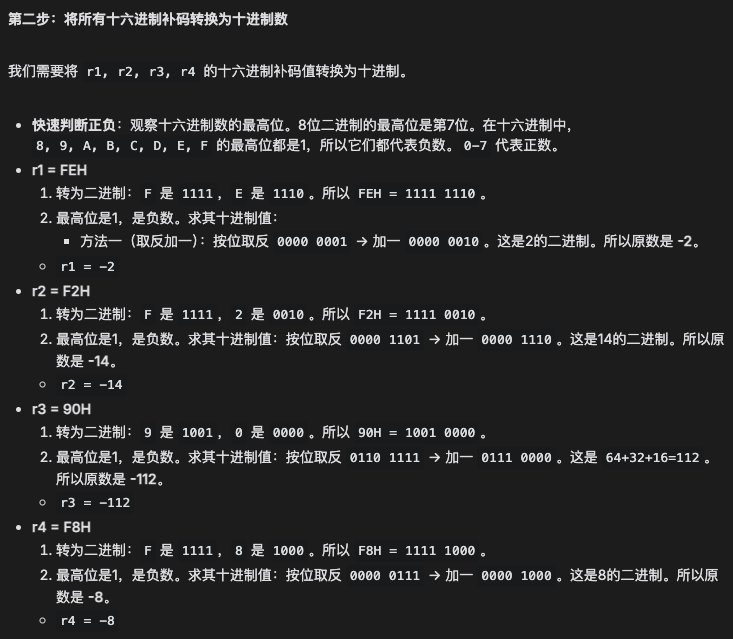 第二步：将所有十六进制补码转换为十进制数
我们需要将 r1, r2, r3, r4 的十六进制补码值转换为十进制。
• 快速判断正负：观察十六进制数的最高位。8位二进制的最高位是第7位。在十六进制中，
8, 9, A, B, C, D, E, F 的最高位都是1，所以它们都代表负数。0-7 代表正数。
• r1 = FEH
1. 转为二进制：F 是 1111，E 是 1110。所以 FEH = 1111 1110。
2. 最高位是1，是负数。求其十进制值：
▪ 方法一（取反加一）：按位取反 0000 0001 → 加一 0000 0010。这是2的二进制。所以原数是 -2。
○ r1 = -2
• r2 = F2H
1. 转为二进制：F 是 1111，2 是 0010。所以 F2H = 1111 0010。
2. 最高位是1，是负数。求其十进制值：按位取反 0000 1101 → 加一 0000 1110。这是14的二进制。所以原
数是 -14。
○ r2 = -14
• r3 = 90H
1. 转为二进制：9 是 1001，0 是 0000。所以 90H = 1001 0000。
2. 最高位是1，是负数。求其十进制值：按位取反 0110 1111 → 加一 0111 0000。这是 64+32+16=112。
所以原数是 -112。
○ r3 = -112
• r4 = F8H
1. 转为二进制：F 是 1111，8 是 1000。所以 F8H = 1111 1000。
2. 最高位是1，是负数。求其十进制值：按位取反 0000 0111 → 加一 0000 1000。这是8的二进制。所以原
数是 -8。
○ r4 = -8